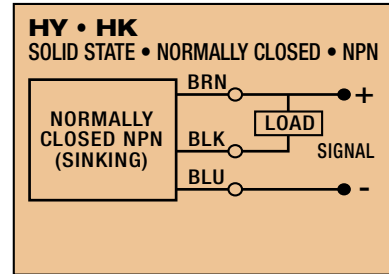 HY • HK
SOLID STATE • NORMALLY CLOSED • NPN
BRN
+
NORMALLY
CLOSED NPN
(SINKING)
LOAD
BLK
SIGNAL
BLU
-